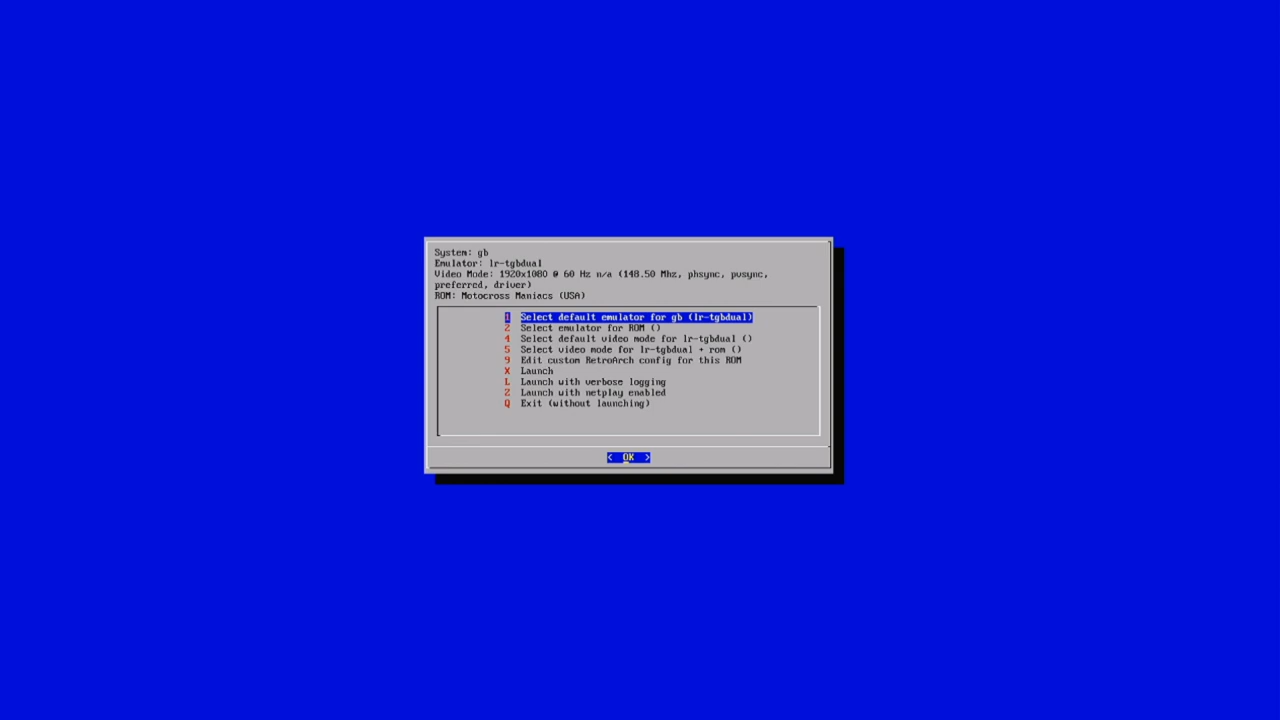 System: gb
Emulator: lr-tgbdual
Video Mode: 1920x1080 @ 60 Hz n/a (148.50 Mhz, phsync, pvsync,
preferred, driver)
ROM: Motocross Maniacs (USA)
1 Select default emulator for gb (lr-tgbdual)
2 Select emulator for ROM ()
4 Select default video mode for lr-tgbdual ()
5 Select video mode for lr-tgbdual + rom ()
9 Edit custom RetroArch config for this ROM
X Launch
L Launch with verbose logging
Z Launch with netplay enabled
Q Exit (without launching)
< OK >